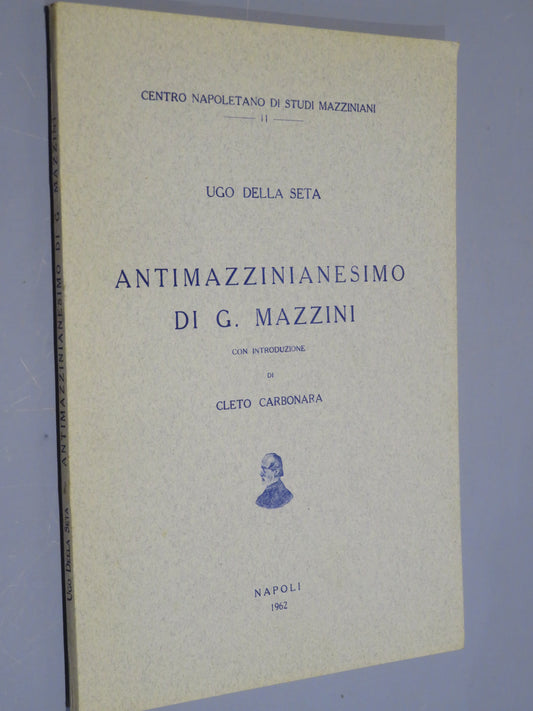 CENTRO NAPOLETANO DI STUDI MAZZINIANI
— 11 —
UGO DELLA SETA
ANTIMAZZINIANESIMO
DI G. MAZZINI
CON INTRODUZIONE
DI
CLETO CARBONARA
NAPOLI
1962
UGO DELLA SETA - ANTIMAZZINIANESIMO DI G. MAZZINI